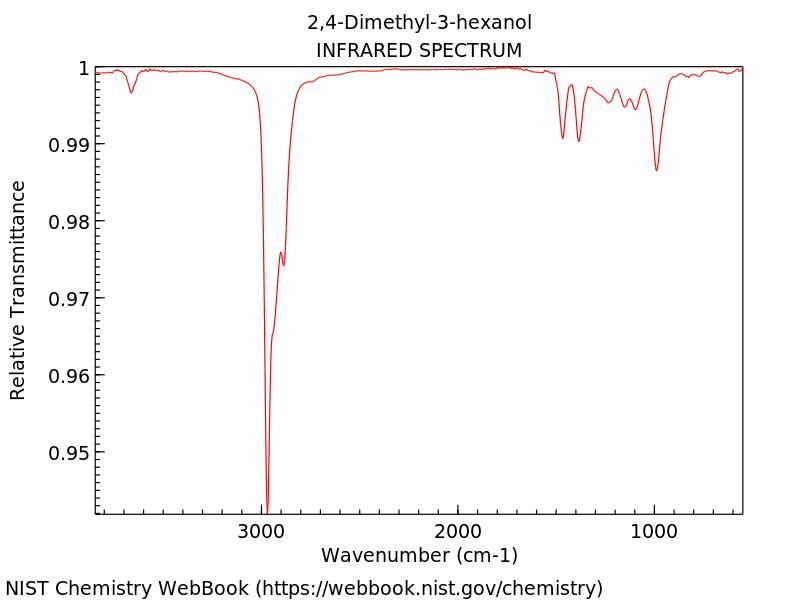 2,4-Dimethyl-3-hexanol
INFRARED SPECTRUM
1
0.99
0.98
0.97
0.96
0.95
Relative Transmittance
3000 2000 1000
Wavenumber (cm-1)
NIST Chemistry WebBook (https://webbook.nist.gov/chemistry)